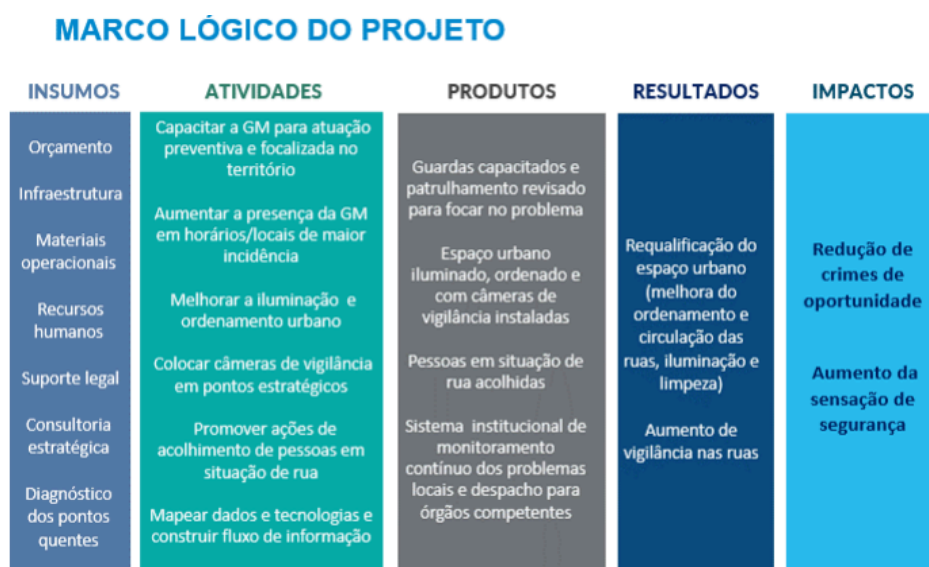 MARCO LÓGICO DO PROJETO
INSUMOS
Orçamento
Infraestrutura
Materiais
operacionais
Recursos
humanos
Suporte legal
Consultoria
estratégica
Diagnóstico
dos pontos
quentes
ATIVIDADES
Capacitar a GM para atuação
preventiva e focalizada no
território
Aumentar a presença da GM
em horários/locais de maior
incidência
Melhorar a iluminação e
ordenamento urbano
Colocar câmeras de vigilância
em pontos estratégicos
Promover ações de
acolhimento de pessoas em
situação de rua
Mapear dados e tecnologias e
construir fluxo de informação
PRODUTOS
Guardas capacitados e
patrulhamento revisado
para focar no problema
Espaço urbano
iluminado, ordenado e
com câmeras de
vigilância instaladas
Pessoas em situação de
rua acolhidas
Sistema institucional de
monitoramento
contínuo dos problemas
locais e despacho para
órgãos competentes
RESULTADOS
Requalificação do
espaço urbano
(melhora do
ordenamento e
circulação das
ruas, iluminação e
limpeza)
Aumento de
vigilância nas ruas
IMPACTOS
Redução de
crimes de
oportunidade
Aumento da
sensação de
segurança